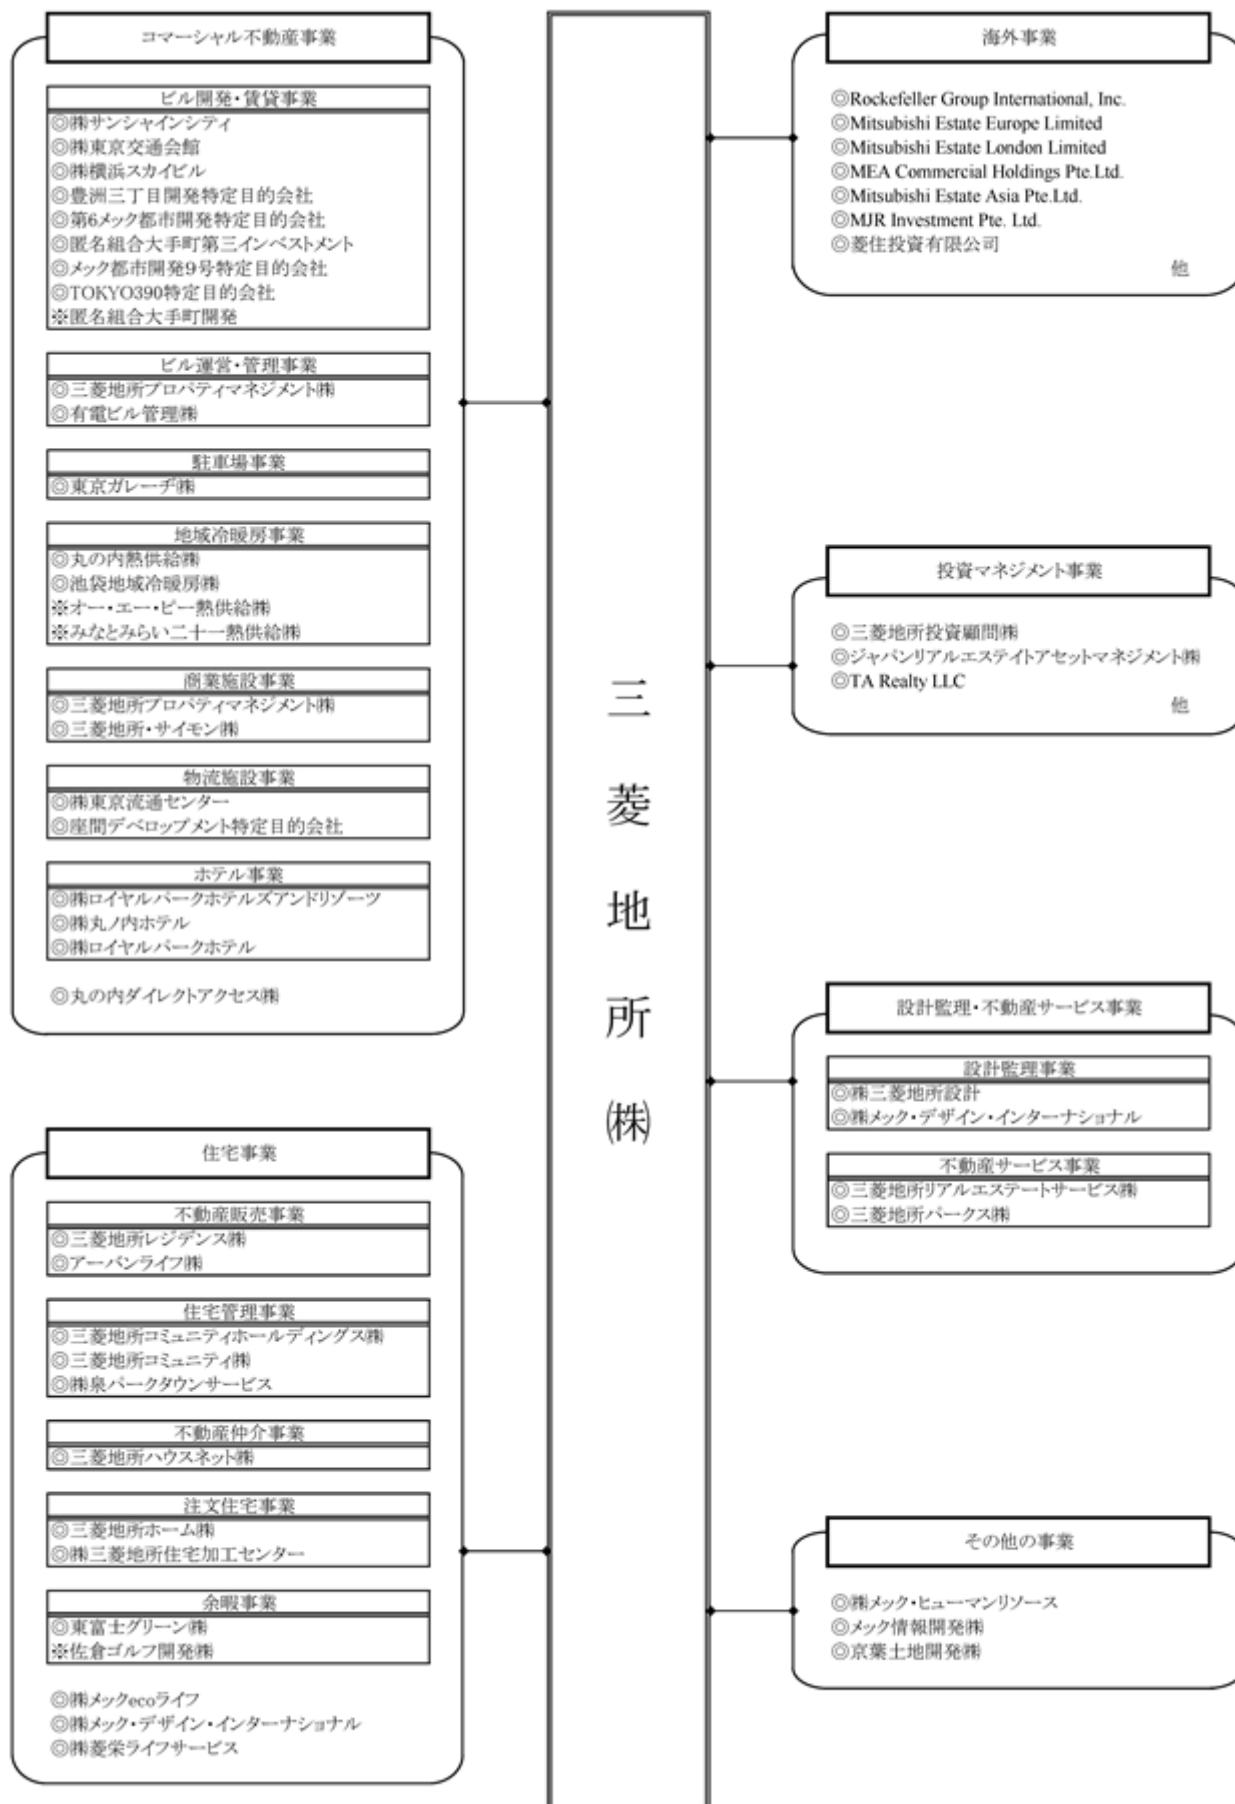 コマーシャル不動産事業
ビル開発・賃貸事業
◎㈱サンシャインシティ
◎㈱東京交通会館
◎㈱横浜スカイビル
◎豊洲三丁目開発特定目的会社
◎第6メック都市開発特定目的会社
◎匿名組合大手町第三インベストメント
◎メック都市開発9号特定目的会社
◎TOKYO390特定目的会社
※匿名組合大手町開発
ビル運営・管理事業
◎三菱地所プロパティマネジメント㈱
◎有電ビル管理㈱
駐車場事業
◎東京ガレーヂ㈱
地域冷暖房事業
◎丸の内熱供給㈱
◎池袋地域冷暖房㈱
※オー・エー・ピー熱供給㈱
※みなとみらい二十一熱供給㈱
商業施設事業
◎三菱地所プロパティマネジメント㈱
◎三菱地所・サイモン㈱
物流施設事業
◎㈱東京流通センター
◎座間デベロップメント特定目的会社
ホテル事業
◎㈱ロイヤルパークホテルズアンドリゾーツ
◎㈱丸ノ内ホテル
◎㈱ロイヤルパークホテル
◎丸の内ダイレクトアクセス㈱
住宅事業
不動産販売事業
◎三菱地所レジデンス㈱
◎アーバンライフ㈱
住宅管理事業
◎三菱地所コミュニティホールディングス㈱
◎三菱地所コミュニティ㈱
◎㈱泉パークタウンサービス
不動産仲介事業
◎三菱地所ハウスネット㈱
注文住宅事業
◎三菱地所ホーム㈱
◎㈱三菱地所住宅加工センター
余暇事業
◎東富士グリーン㈱
※佐倉ゴルフ開発㈱
◎㈱メックecoライフ
◎㈱メック・デザイン・インターナショナル
◎㈱菱栄ライフサービス
三菱地所㈱
海外事業
◎Rockefeller Group International, Inc.
◎Mitsubishi Estate Europe Limited
◎Mitsubishi Estate London Limited
◎MEA Commercial Holdings Pte.Ltd.
◎Mitsubishi Estate Asia Pte.Ltd.
◎MJR Investment Pte. Ltd.
◎菱住投資有限公司
他
投資マネジメント事業
◎三菱地所投資顧問㈱
◎ジャパンリアルエステイトアセットマネジメント㈱
◎TA Realty LLC
他
設計監理・不動産サービス事業
設計監理事業
◎㈱三菱地所設計
◎㈱メック・デザイン・インターナショナル
不動産サービス事業
◎三菱地所リアルエステートサービス㈱
◎三菱地所パークス㈱
その他の事業
◎㈱メック・ヒューマンリソース
◎メック情報開発㈱
◎京葉土地開発㈱